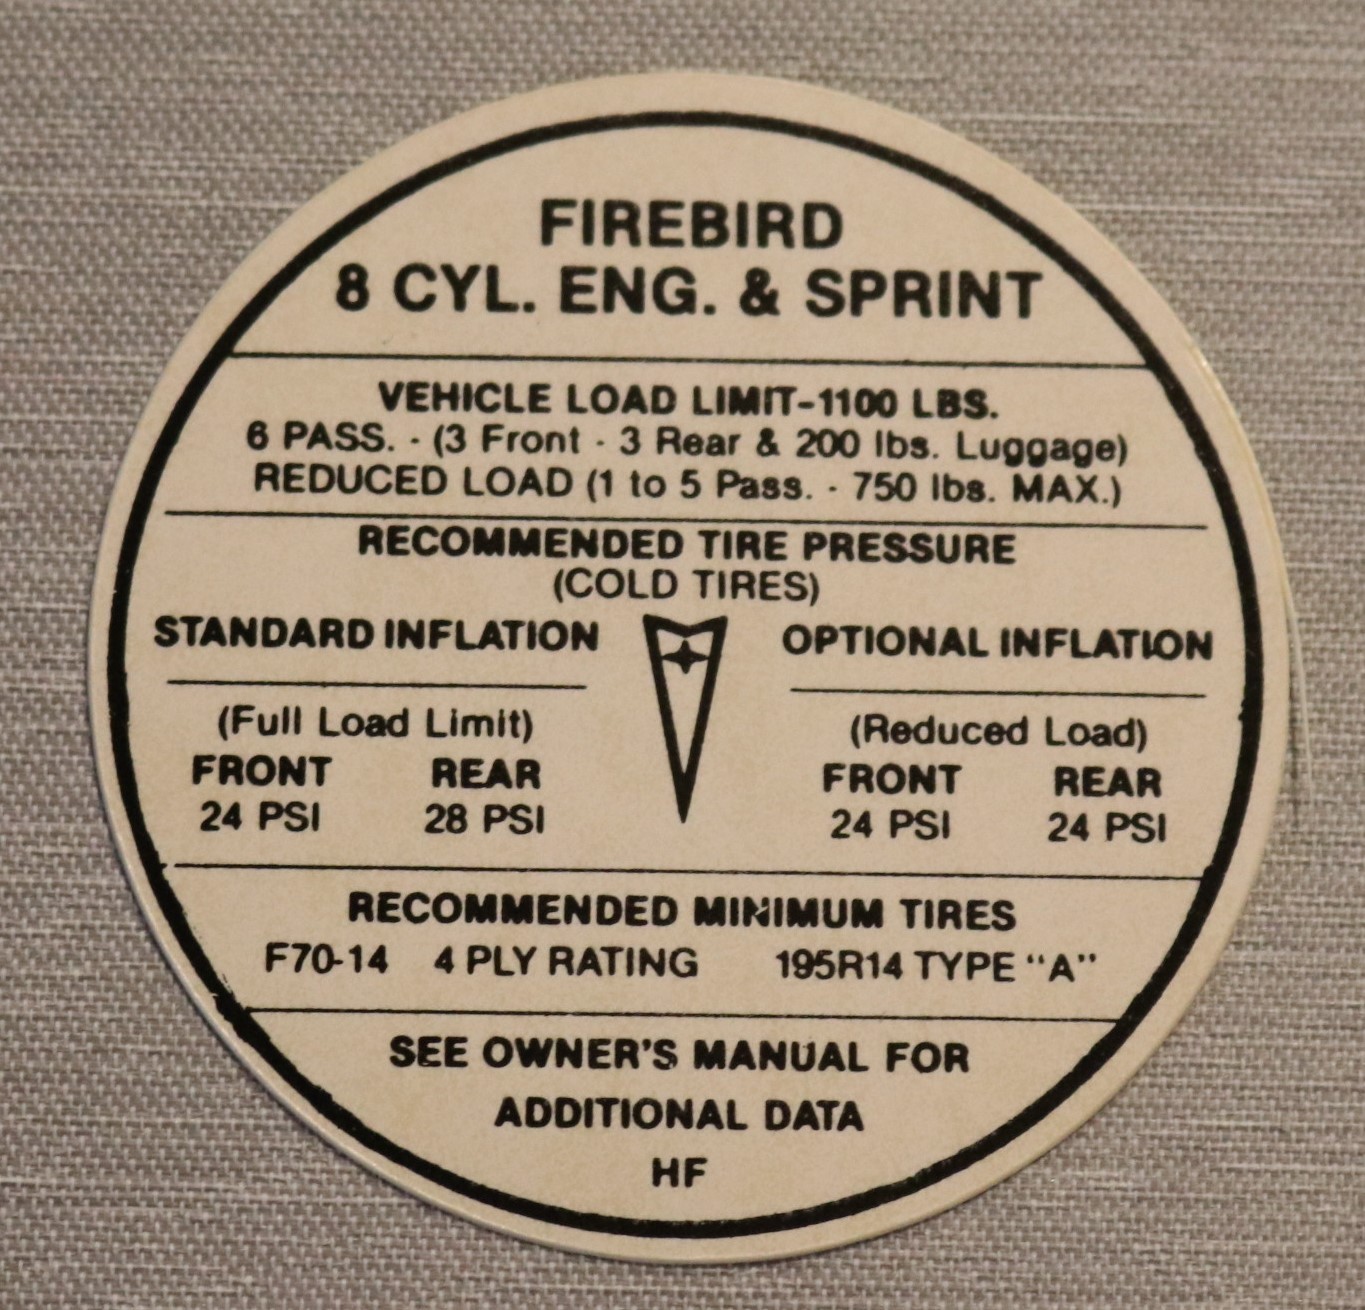 FIREBIRD
8 CYL. ENG. & SPRINT
VEHICLE LOAD LIMIT-1100 LBS.
6 PASS. - (3 Front - 3 Rear & 200 lbs. Luggage)
REDUCED LOAD (1 to 5 Pass. - 750 lbs. MAX.)
RECOMMENDED TIRE PRESSURE
(COLD TIRES)
STANDARD INFLATION
(Full Load Limit)
FRONT REAR
24 PSI 28 PSI
OPTIONAL INFLATION
(Reduced Load)
FRONT REAR
24 PSI 24 PSI
RECOMMENDED MINIMUM TIRES
F70-14 4 PLY RATING 195R14 TYPE "A"
SEE OWNER'S MANUAL FOR
ADDITIONAL DATA
HF